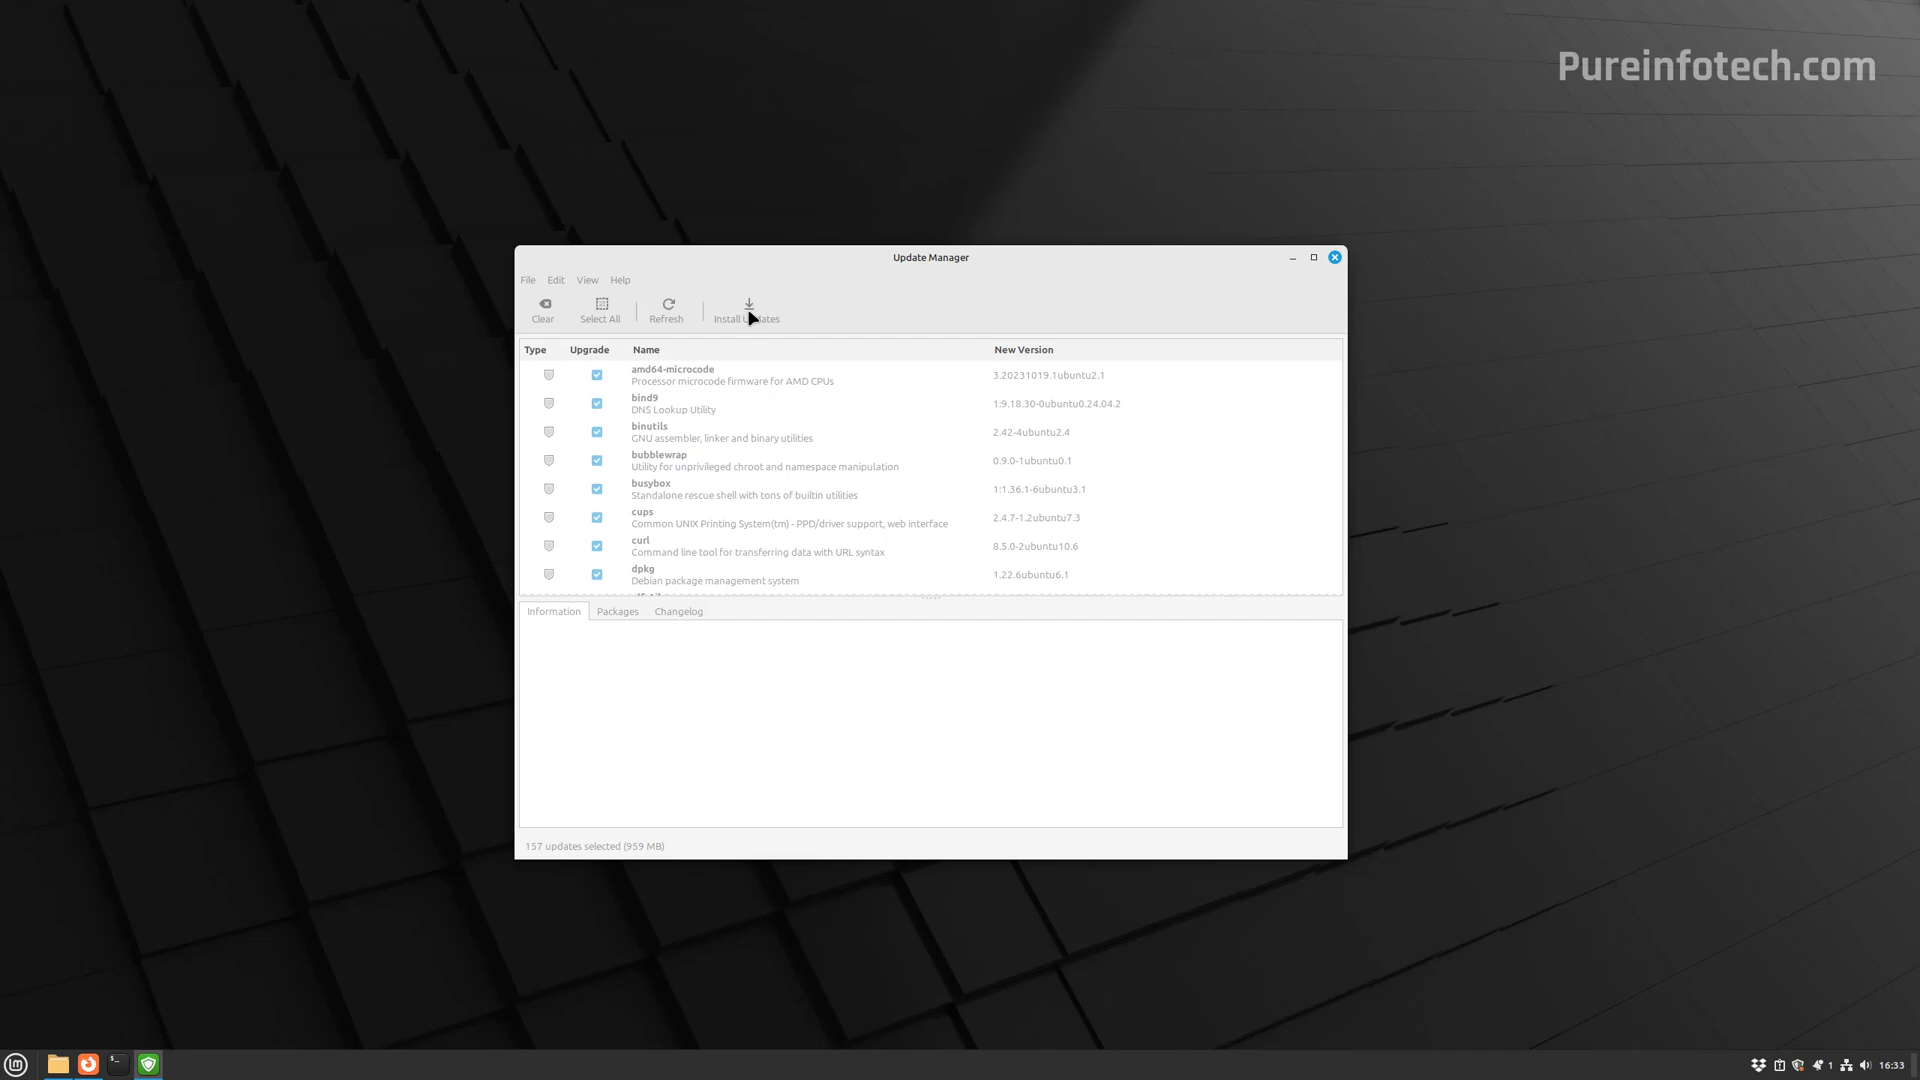 Pureinfotech.com
Update Manager
File Edit View Help
Clear Select All Refresh Install Updates
Type Upgrade Name New Version
amd64-microcode
Processor microcode firmware for AMD CPUs 3.20231019.1ubuntu2.1
bind9
DNS Lookup Utility 1:9.18.30-0ubuntu0.24.04.2
binutils
GNU assembler, linker and binary utilities 2.42-4ubuntu2.4
bubblewrap
Utility for unprivileged chroot and namespace manipulation 0.9.0-1ubuntu0.1
busybox
Standalone rescue shell with tons of builtin utilities 1:1.36.1-6ubuntu3.1
cups
Common UNIX Printing System(tm) - PPD/driver support, web interface 2.4.7-1.2ubuntu7.3
curl
Command line tool for transferring data with URL syntax 8.5.0-2ubuntu10.6
dpkg
Debian package management system 1.22.6ubuntu6.1
Information Packages Changelog
157 updates selected (959 MB)
1 16:33